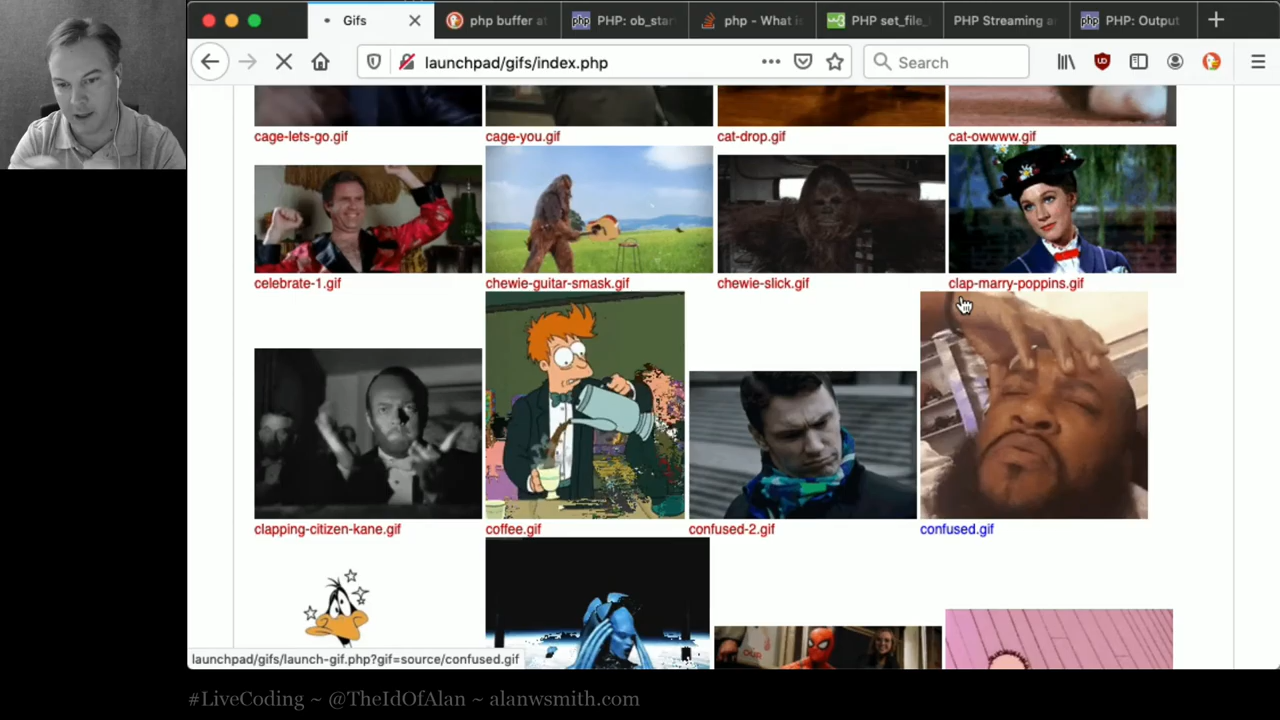 Gifs
php buffer at
PHP: ob_star
php - What is
PHP set_file_
PHP Streaming a
PHP: Output
launchpad/gifs/index.php
Search
cage-lets-go.gif
cage-you.gif
cat-drop.gif
cat-owwww.gif
celebrate-1.gif
chewie-guitar-smask.gif
chewie-slick.gif
clap-marry-poppins.gif
clapping-citizen-kane.gif
coffee.gif
confused-2.gif
confused.gif
launchpad/gifs/launch-gif.php?gif=source/confused.gif
#LiveCoding ~ @TheIdOfAlan ~ alanwsmith.com